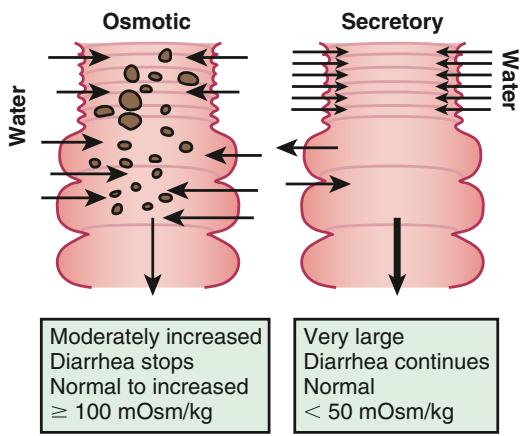 Osmotic
Secretory
Water
Water
Moderately increased
Diarrhea stops
Normal to increased
≥ 100 mOsm/kg
Very large
Diarrhea continues
Normal
< 50 mOsm/kg